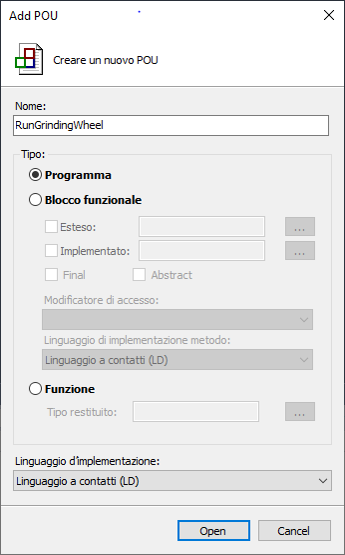 Add POU
Creare un nuovo POU
Nome:
RunGrindingWheel
Tipo:
Programma
Blocco funzionale
Esteso:
...
Implementato:
...
Final Abstract
Modificatore di accesso:
Linguaggio di implementazione metodo:
Linguaggio a contatti (LD)
Funzione
Tipo restituito:
...
Linguaggio d'implementazione:
Linguaggio a contatti (LD)
Open Cancel